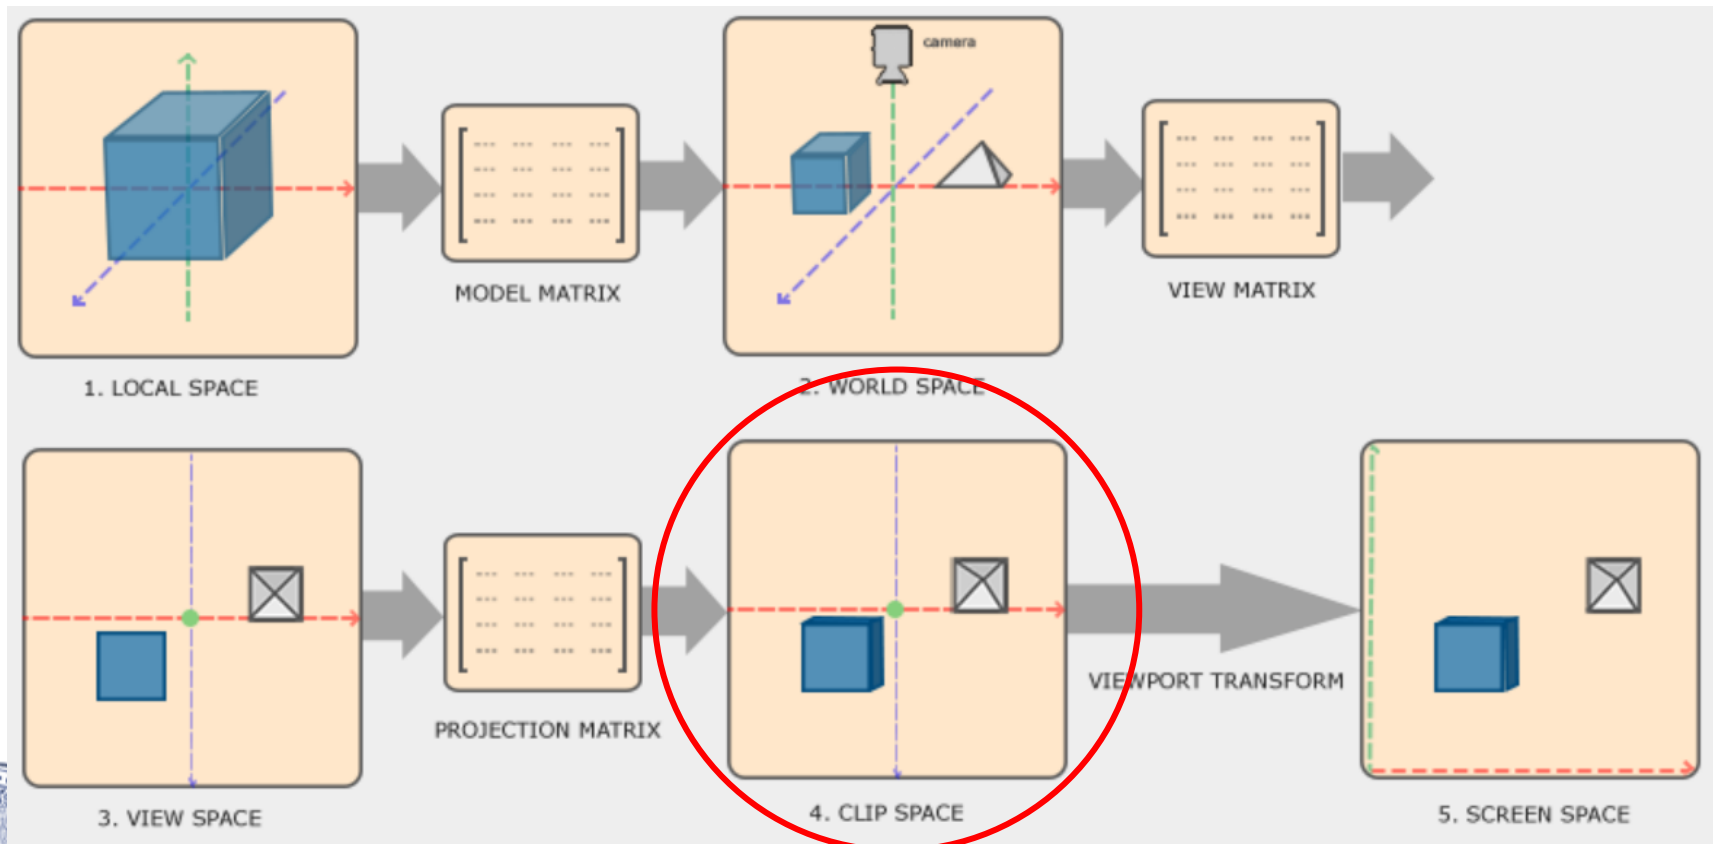 camera
MODEL MATRIX
VIEW MATRIX
1. LOCAL SPACE
2. WORLD SPACE
PROJECTION MATRIX
VIEWPORT TRANSFORM
3. VIEW SPACE
4. CLIP SPACE
5. SCREEN SPACE